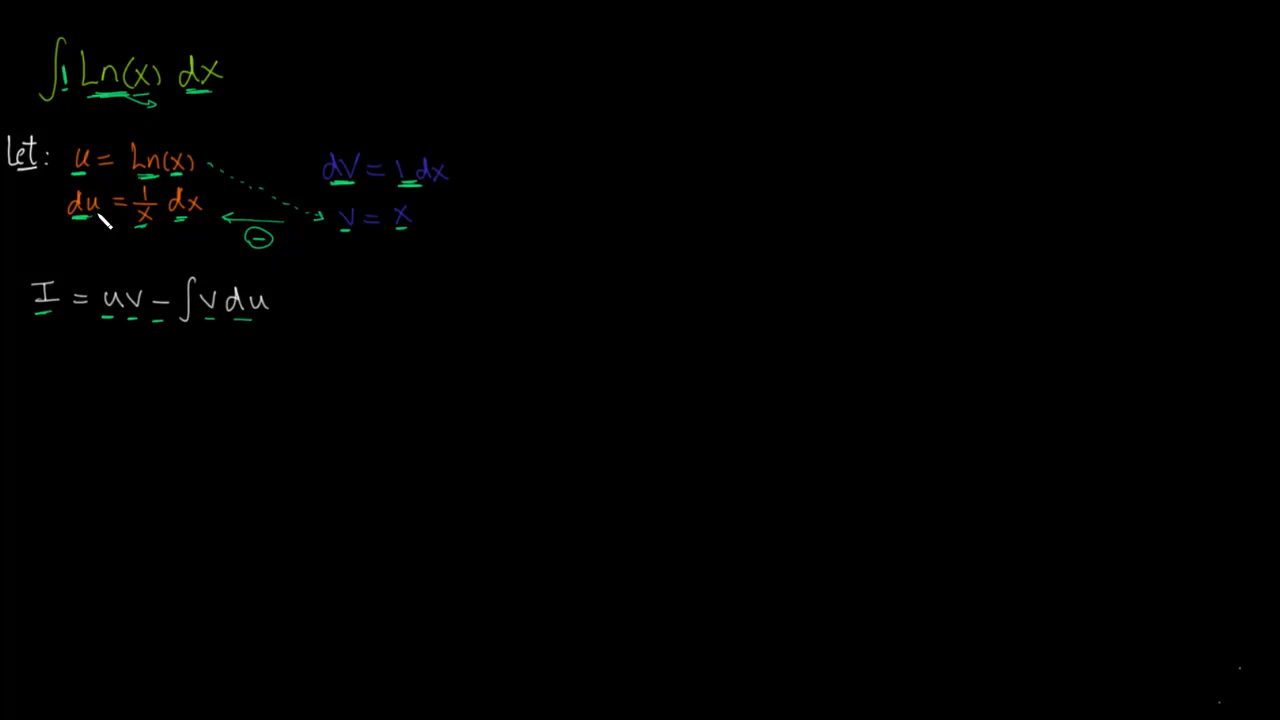 ∫ 1 Ln(x) dx
Let: u = Ln(x) dV = 1 dx
du = 1/x dx − v = x
I = uv − ∫ v du